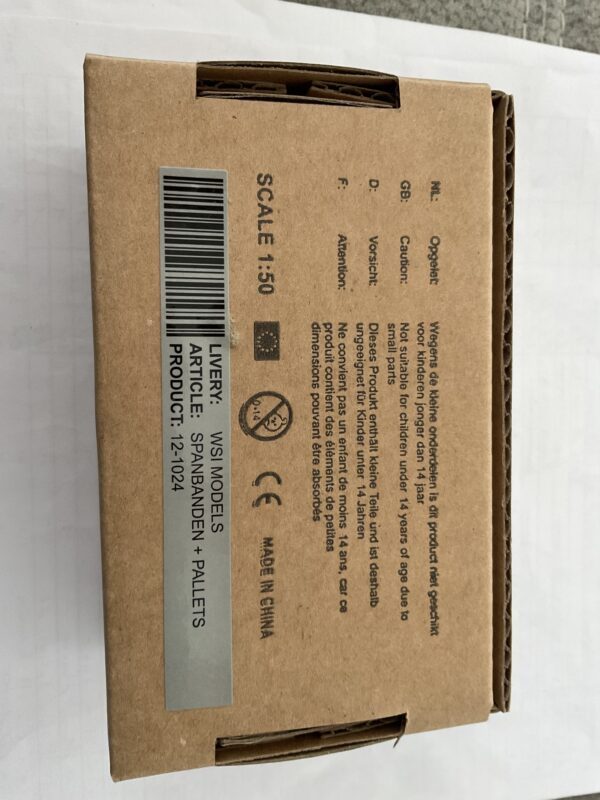 NL: Opgelet: Wegens de kleine onderdelen is dit product niet geschikt
voor kinderen jonger dan 14 jaar
GB: Caution: Not suitable for children under 14 years of age due to
small parts
D: Vorsicht: Dieses Produkt enthält kleine Teile und ist deshalb
ungeeignet für Kinder unter 14 Jahren
F: Attention: Ne convient pas un enfant de moins 14 ans, car ce
produit contient des éléments de petites
dimensions pouvant être absorbés
SCALE 1:50 0-14 CE MADE IN CHINA
LIVERY: WSI MODELS
ARTICLE: SPANBANDEN + PALLETS
PRODUCT: 12-1024